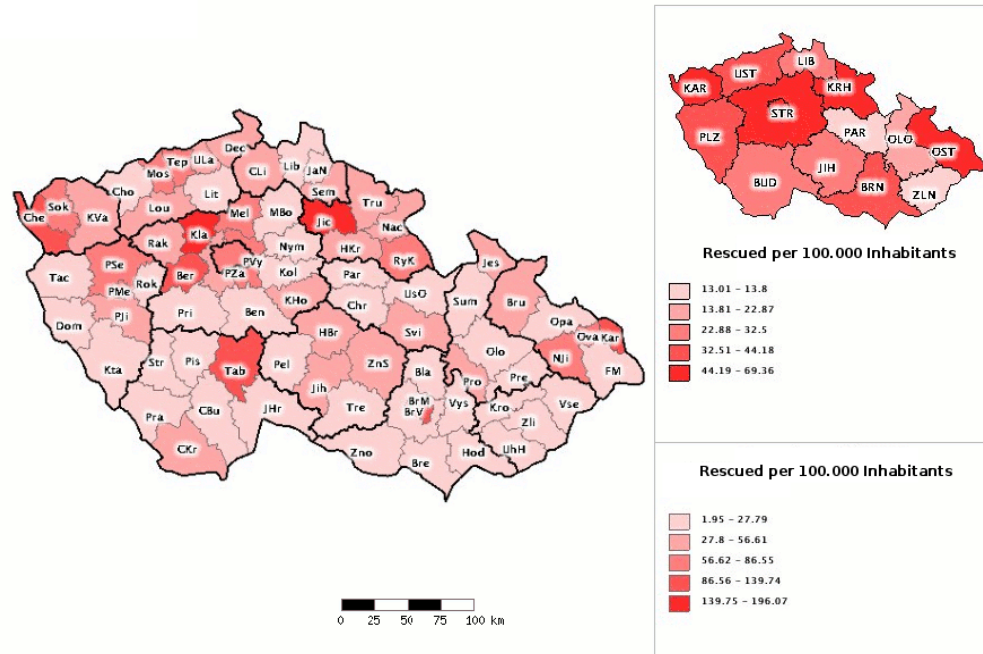 Dec
Tep ULa
Mos
CLi Lib JaN
Cho Lit Sem
Sok Che KVa Lou Mel MBo Jic Tru
Kla Nac
Rak Nym HKr
PSe Ber PVy RyK
Tac Rok PZa Kol Par Jes
PMe KHo UsO Sum Bru
PJi Pri Ben Chr Opa
Dom HBr Svi Ova Kar
Kta Str Pis Tab Pel ZnS Olo NJi
Bla FM
Jih Pro Pre
CBu JHr Tre BrM Vys Kro Vse
Pra BrV Zli
CKr Zno Hod UhH
Bre
0 25 50 75 100 km
LIB
UST
KAR KRH
STR
PLZ PAR OLO
OST
JIH
BUD BRN ZLN
Rescued per 100.000 Inhabitants
13.01 – 13.8
13.81 – 22.87
22.88 – 32.5
32.51 – 44.18
44.19 – 69.36
Rescued per 100.000 Inhabitants
1.95 – 27.79
27.8 – 56.61
56.62 – 86.55
86.56 – 139.74
139.75 – 196.07